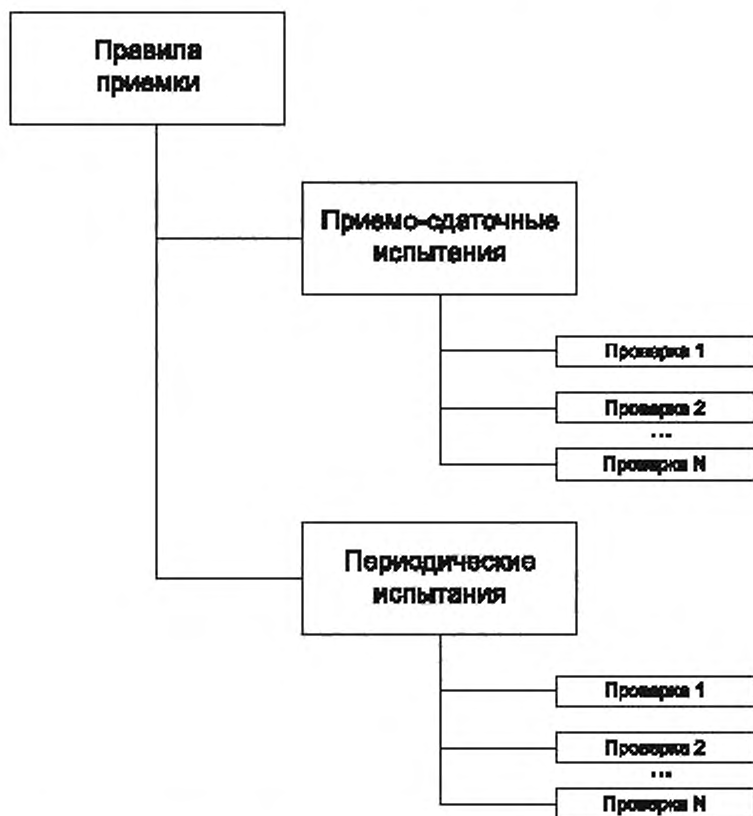 Правила
приемки
Приемо-сдаточные
испытания
Проверка 1
Проверка 2
...
Проверка N
Периодические
испытания
Проверка 1
Проверка 2
...
Проверка N